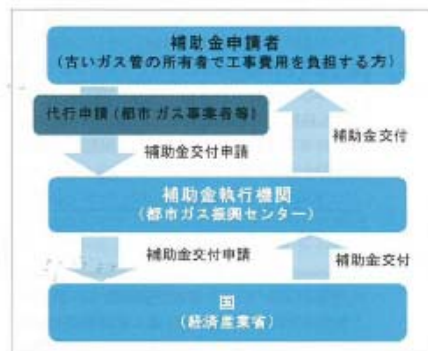 補助金申請者
(古いガス管の所有者で工事費用を負担する方)
代行申請(都市ガス事業者等)
補助金交付申請
補助金交付
補助金執行機関
(都市ガス振興センター)
補助金交付申請
補助金交付
国
(経済産業省)